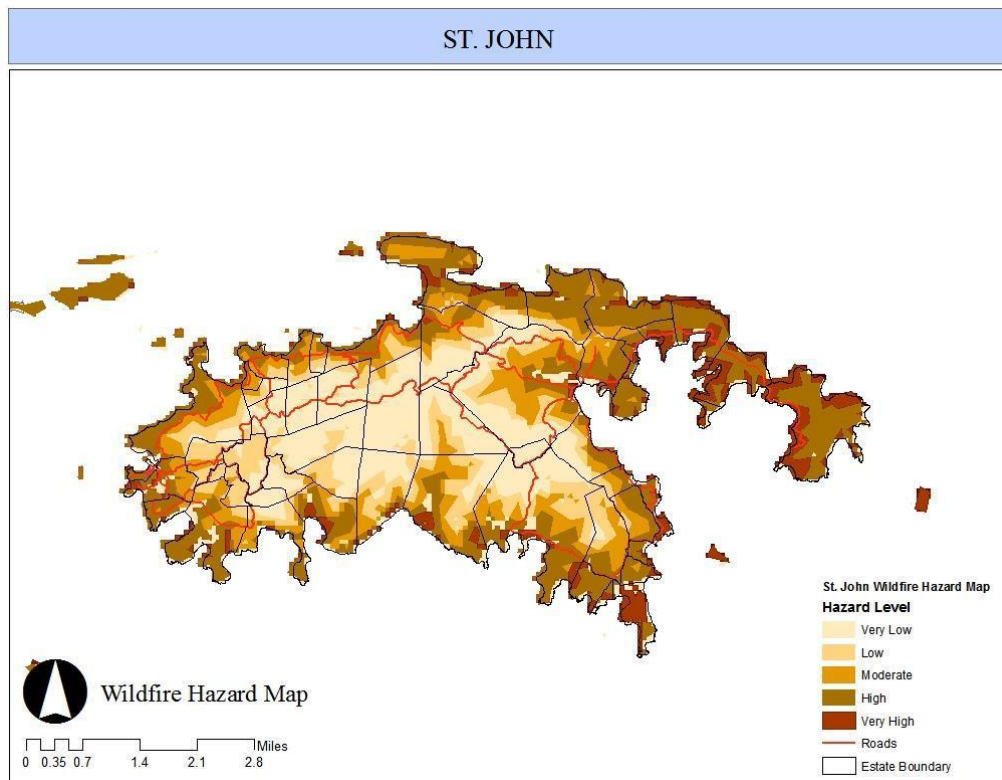 ST. JOHN
St. John Wildfire Hazard Map
Hazard Level
Very Low
Low
Moderate
High
Very High
Roads
Estate Boundary
Wildfire Hazard Map
Miles
0 0.35 0.7 1.4 2.1 2.8